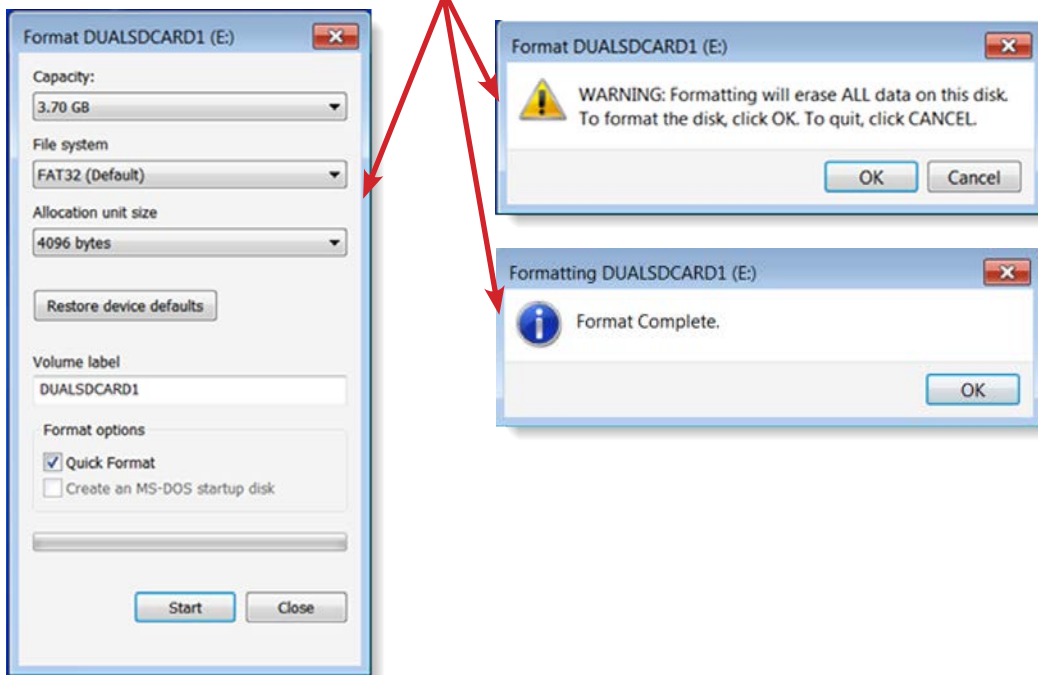 Format DUALSDCARD1 (E:)
Capacity:
3.70 GB
File system
FAT32 (Default)
Allocation unit size
4096 bytes
Restore device defaults
Volume label
DUALSDCARD1
Format options
Quick Format
Create an MS-DOS startup disk
Start
Close
Format DUALSDCARD1 (E:)
WARNING: Formatting will erase ALL data on this disk.
To format the disk, click OK. To quit, click CANCEL.
OK
Cancel
Formatting DUALSDCARD1 (E:)
Format Complete.
OK